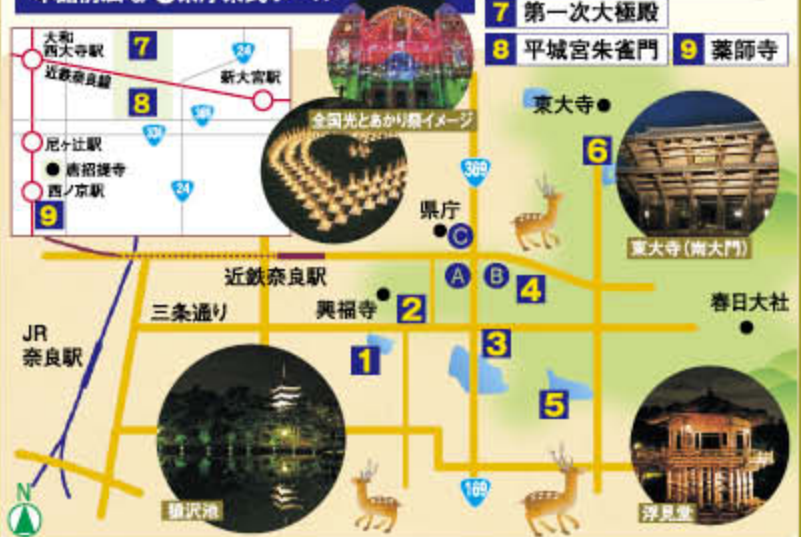 7 第一次大極殿
8 平城宮朱雀門
9 薬師寺
大和
西大寺駅
7
24
近鉄奈良線
新大宮駅
8
369
308
尼ヶ辻駅
唐招提寺
西ノ京駅
24
9
全国光とあかり祭イメージ
369
東大寺
6
県庁
C
東大寺(南大門)
近鉄奈良駅
A
B
4
三条通り
興福寺
2
春日大社
JR
奈良駅
1
3
5
猿沢池
169
浮見堂
N